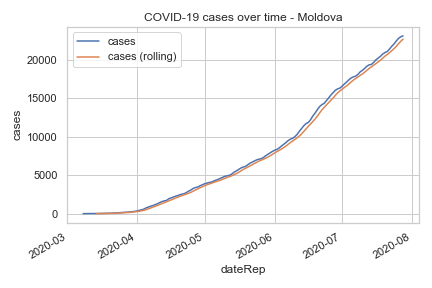 COVID-19 cases over time - Moldova
cases
cases (rolling)
cases
20000
15000
10000
5000
0
2020-03
2020-04
2020-05
2020-06
2020-07
2020-08
dateRep